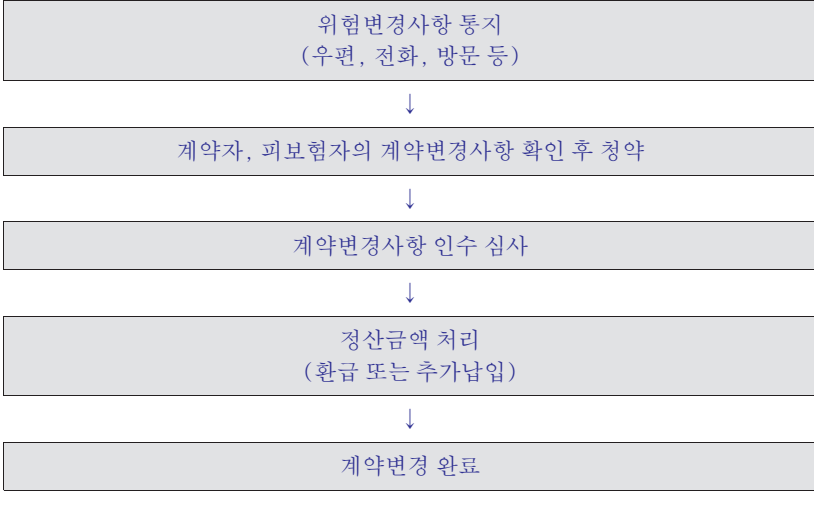 위험변경사항 통지
(우편, 전화, 방문 등)
↓
계약자, 피보험자의 계약변경사항 확인 후 청약
↓
계약변경사항 인수 심사
↓
정산금액 처리
(환급 또는 추가납입)
↓
계약변경 완료